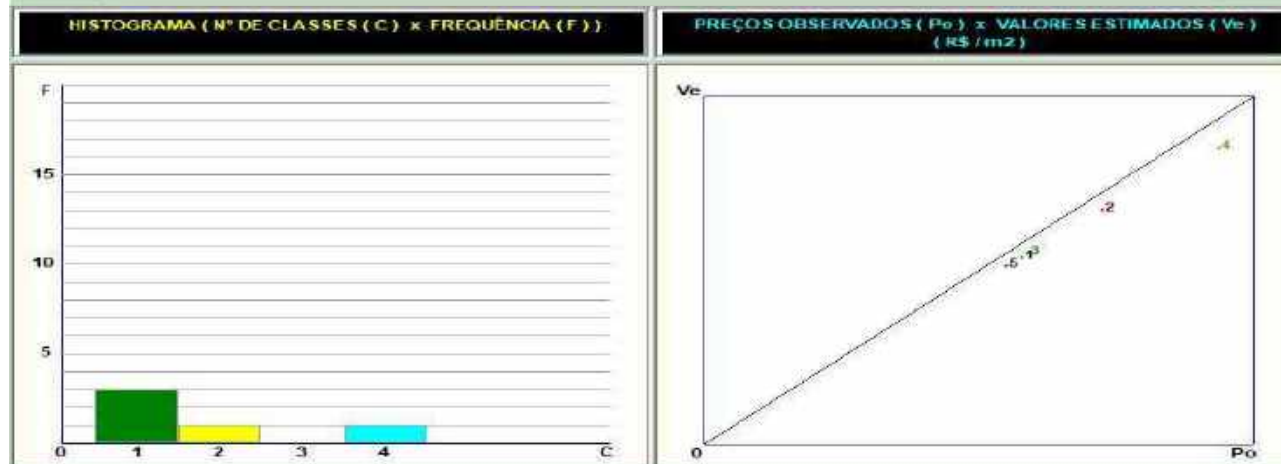 HISTOGRAMA ( N° DE CLASSES ( C ) x FREQUÊNCIA ( F ) )
PREÇOS OBSERVADOS ( Po ) x VALORES ESTIMADOS ( Ve )
( R$ / m2 )
F
15
10
5
0 1 2 3 4 C
Ve
.4
.2
.5 .1 3
0 Po